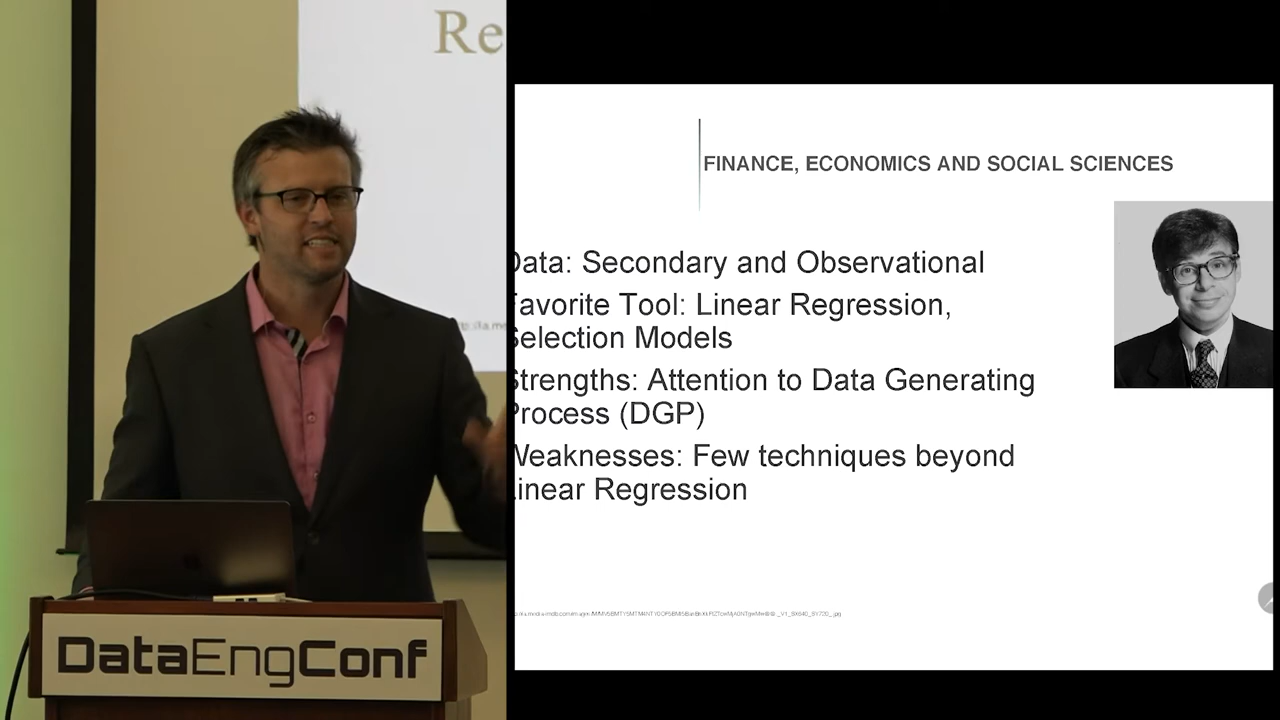 Re
FINANCE, ECONOMICS AND SOCIAL SCIENCES
Data: Secondary and Observational
Favorite Tool: Linear Regression,
Selection Models
Strengths: Attention to Data Generating
Process (DGP)
Weaknesses: Few techniques beyond
Linear Regression
DataEngConf